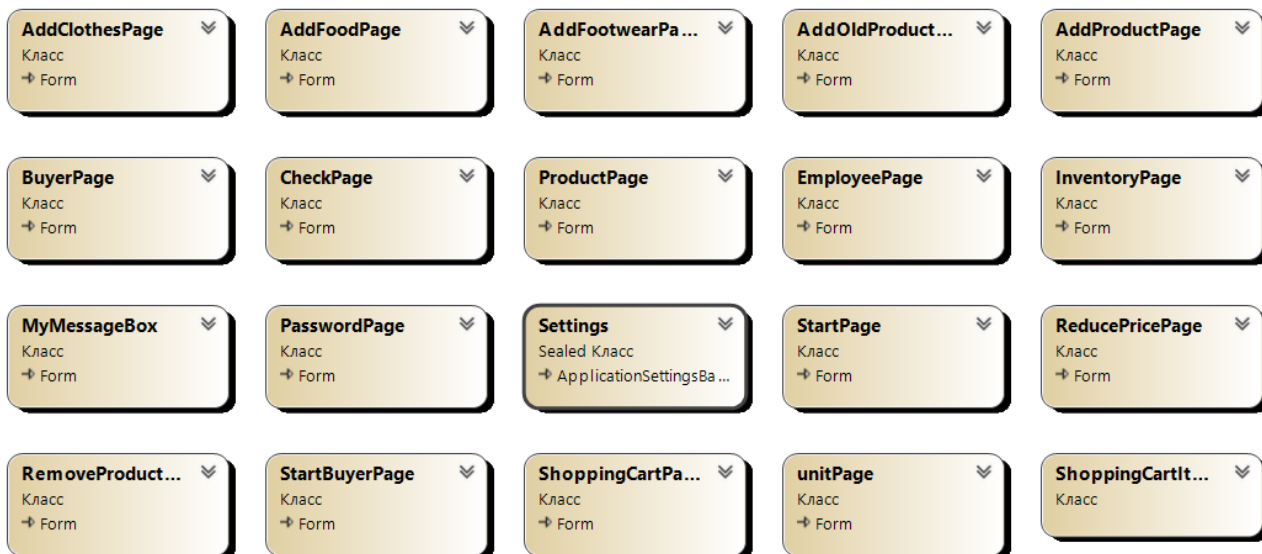 AddClothesPage
Класс
Form
AddFoodPage
Класс
Form
AddFootwearPa...
Класс
Form
AddOldProduct...
Класс
Form
AddProductPage
Класс
Form
BuyerPage
Класс
Form
CheckPage
Класс
Form
ProductPage
Класс
Form
EmployeePage
Класс
Form
InventoryPage
Класс
Form
MyMessageBox
Класс
Form
PasswordPage
Класс
Form
Settings
Sealed Класс
ApplicationSettingsBa...
StartPage
Класс
Form
ReducePricePage
Класс
Form
RemoveProduct...
Класс
Form
StartBuyerPage
Класс
Form
ShoppingCartPa...
Класс
Form
unitPage
Класс
Form
ShoppingCartIt...
Класс